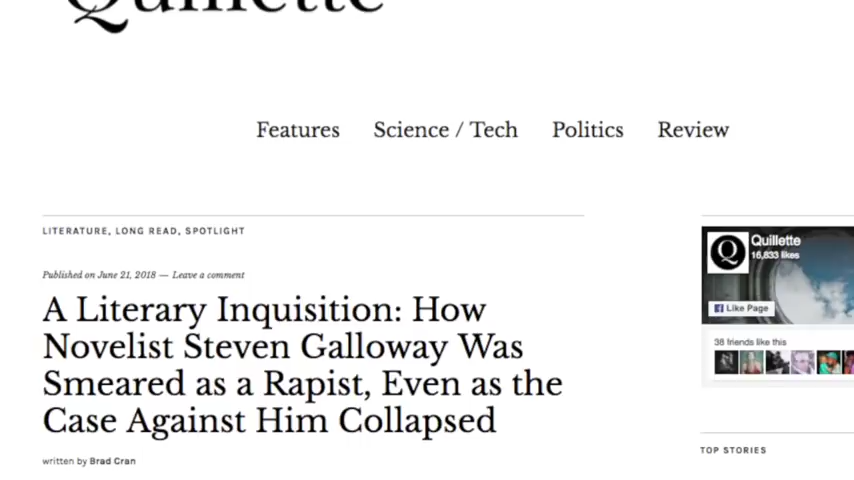 Quillette
Features Science / Tech Politics Review
LITERATURE, LONG READ, SPOTLIGHT
Published on June 21, 2018 — Leave a comment
A Literary Inquisition: How
Novelist Steven Galloway Was
Smeared as a Rapist, Even as the
Case Against Him Collapsed
written by Brad Cran
Q
Quillette
16,833 likes
f Like Page
38 friends like this
TOP STORIES